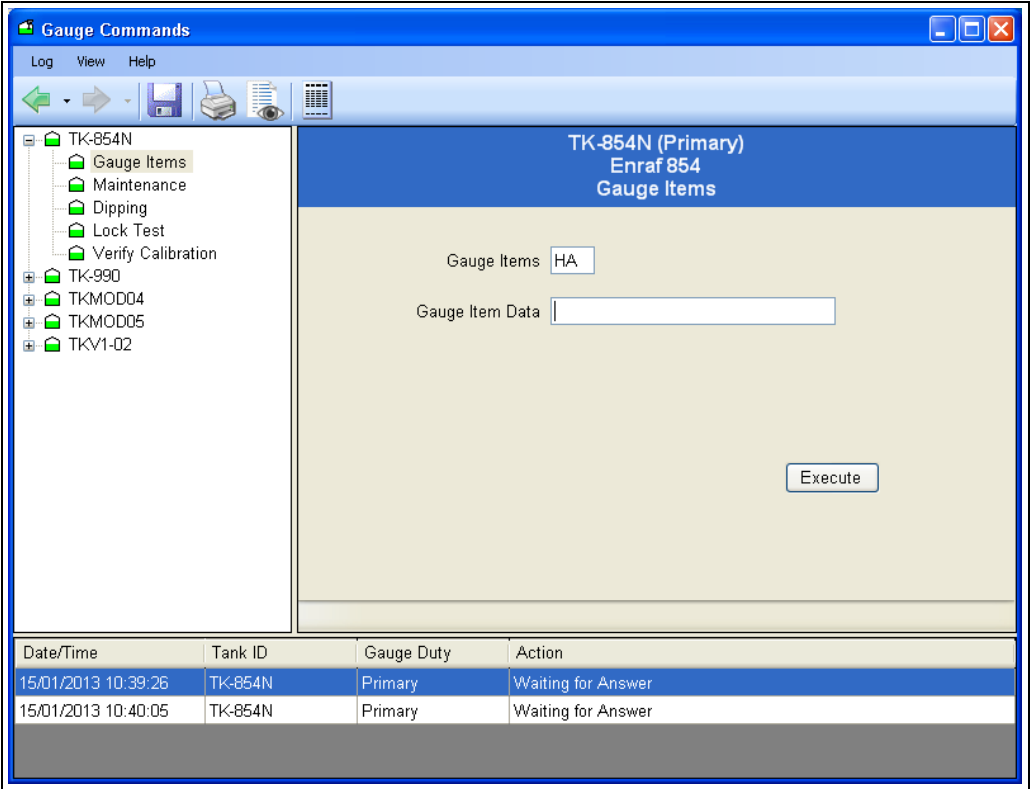 Gauge Commands
Log View Help
TK-854N
Gauge Items
Maintenance
Dipping
Lock Test
Verify Calibration
TK-990
TKMOD04
TKMOD05
TKV1-02
TK-854N (Primary)
Enraf 854
Gauge Items
Gauge Items HA
Gauge Item Data
Execute
Date/Time Tank ID Gauge Duty Action
15/01/2013 10:39:26 TK-854N Primary Waiting for Answer
15/01/2013 10:40:05 TK-854N Primary Waiting for Answer